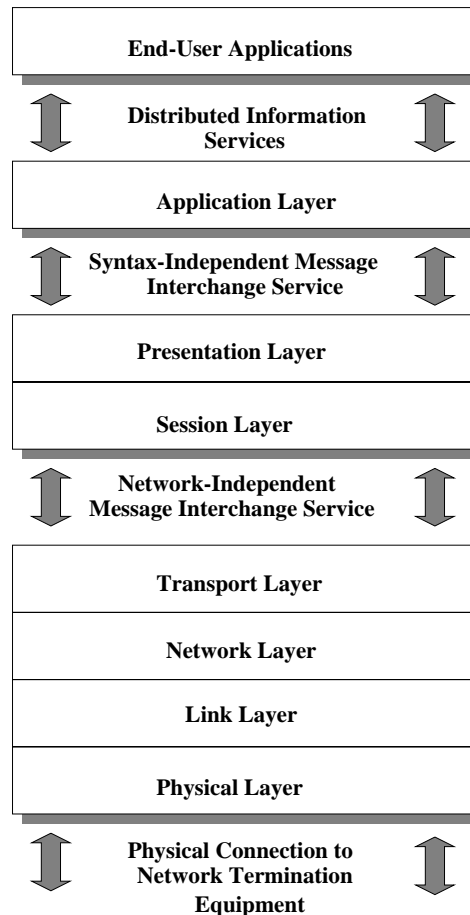 End-User Applications
Distributed Information
Services
Application Layer
Syntax-Independent Message
Interchange Service
Presentation Layer
Session Layer
Network-Independent
Message Interchange Service
Transport Layer
Network Layer
Link Layer
Physical Layer
Physical Connection to
Network Termination
Equipment